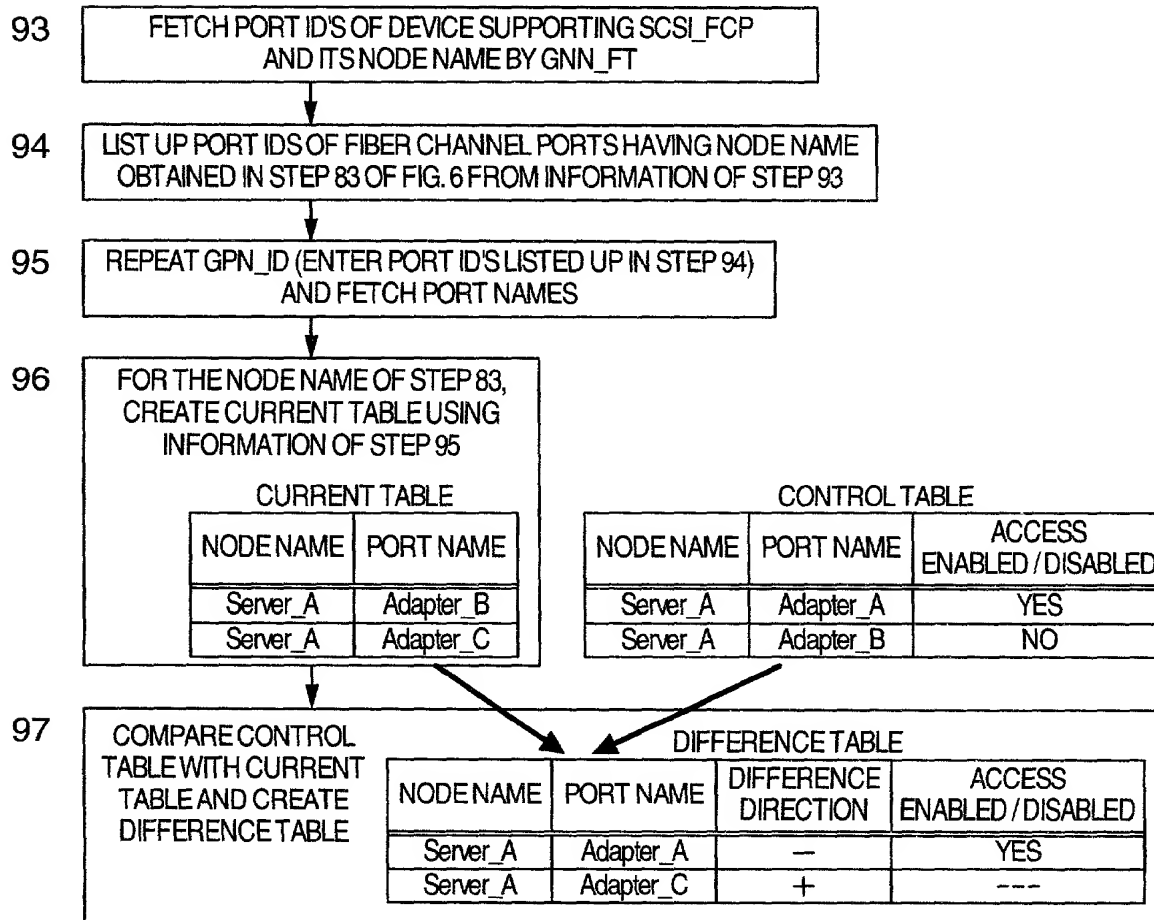 93
FETCH PORT ID'S OF DEVICE SUPPORTING SCSI_FCP
AND ITS NODE NAME BY GNN_FT
94
LIST UP PORT IDS OF FIBER CHANNEL PORTS HAVING NODE NAME
OBTAINED IN STEP 83 OF FIG. 6 FROM INFORMATION OF STEP 93
95
REPEAT GPN_ID (ENTER PORT ID'S LISTED UP IN STEP 94)
AND FETCH PORT NAMES
96
FOR THE NODE NAME OF STEP 83,
CREATE CURRENT TABLE USING
INFORMATION OF STEP 95
CURRENT TABLE
NODE NAME PORT NAME
Server_A Adapter_B
Server_A Adapter_C
CONTROL TABLE
NODE NAME PORT NAME ACCESS
ENABLED / DISABLED
Server_A Adapter_A YES
Server_A Adapter_B NO
97
COMPARE CONTROL
TABLE WITH CURRENT
TABLE AND CREATE
DIFFERENCE TABLE
DIFFERENCE TABLE
NODE NAME PORT NAME DIFFERENCE
DIRECTION ACCESS
ENABLED / DISABLED
Server_A Adapter_A — YES
Server_A Adapter_C + ---